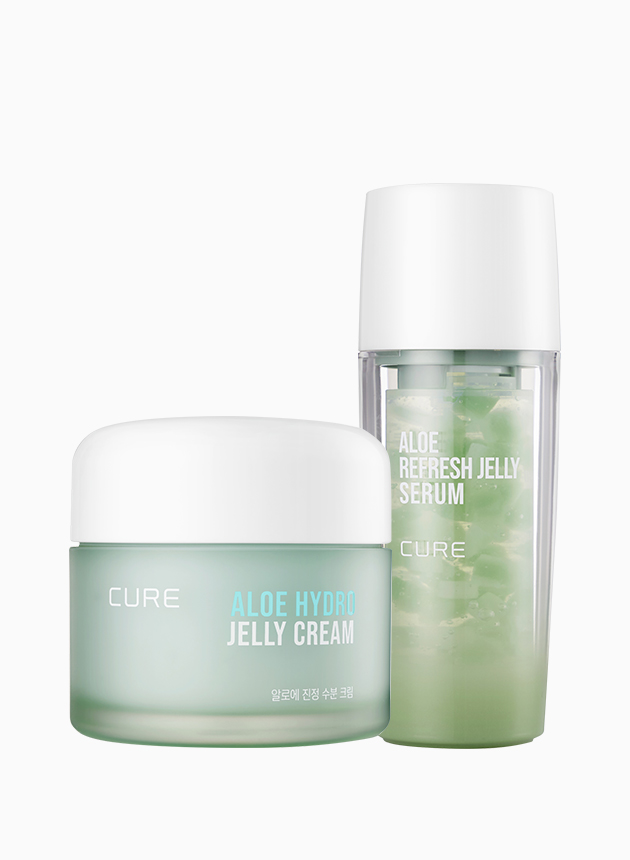 ALOE
REFRESH JELLY
SERUM
CURE
CURE
ALOE HYDRO
JELLY CREAM
알로에 진정 수분 크림